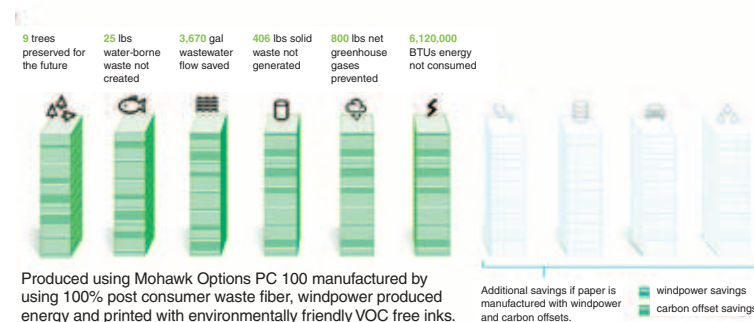 9 trees
preserved for
the future
25 lbs
water-borne
waste not
created
3,670 gal
wastewater
flow saved
406 lbs solid
waste not
generated
800 lbs net
greenhouse
gases
prevented
6,120,000
BTUs energy
not consumed
Produced using Mohawk Options PC 100 manufactured by
using 100% post consumer waste fiber, windpower produced
energy and printed with environmentally friendly VOC free inks.
Additional savings if paper is
manufactured with windpower
and carbon offsets.
windpower savings
carbon offset savings